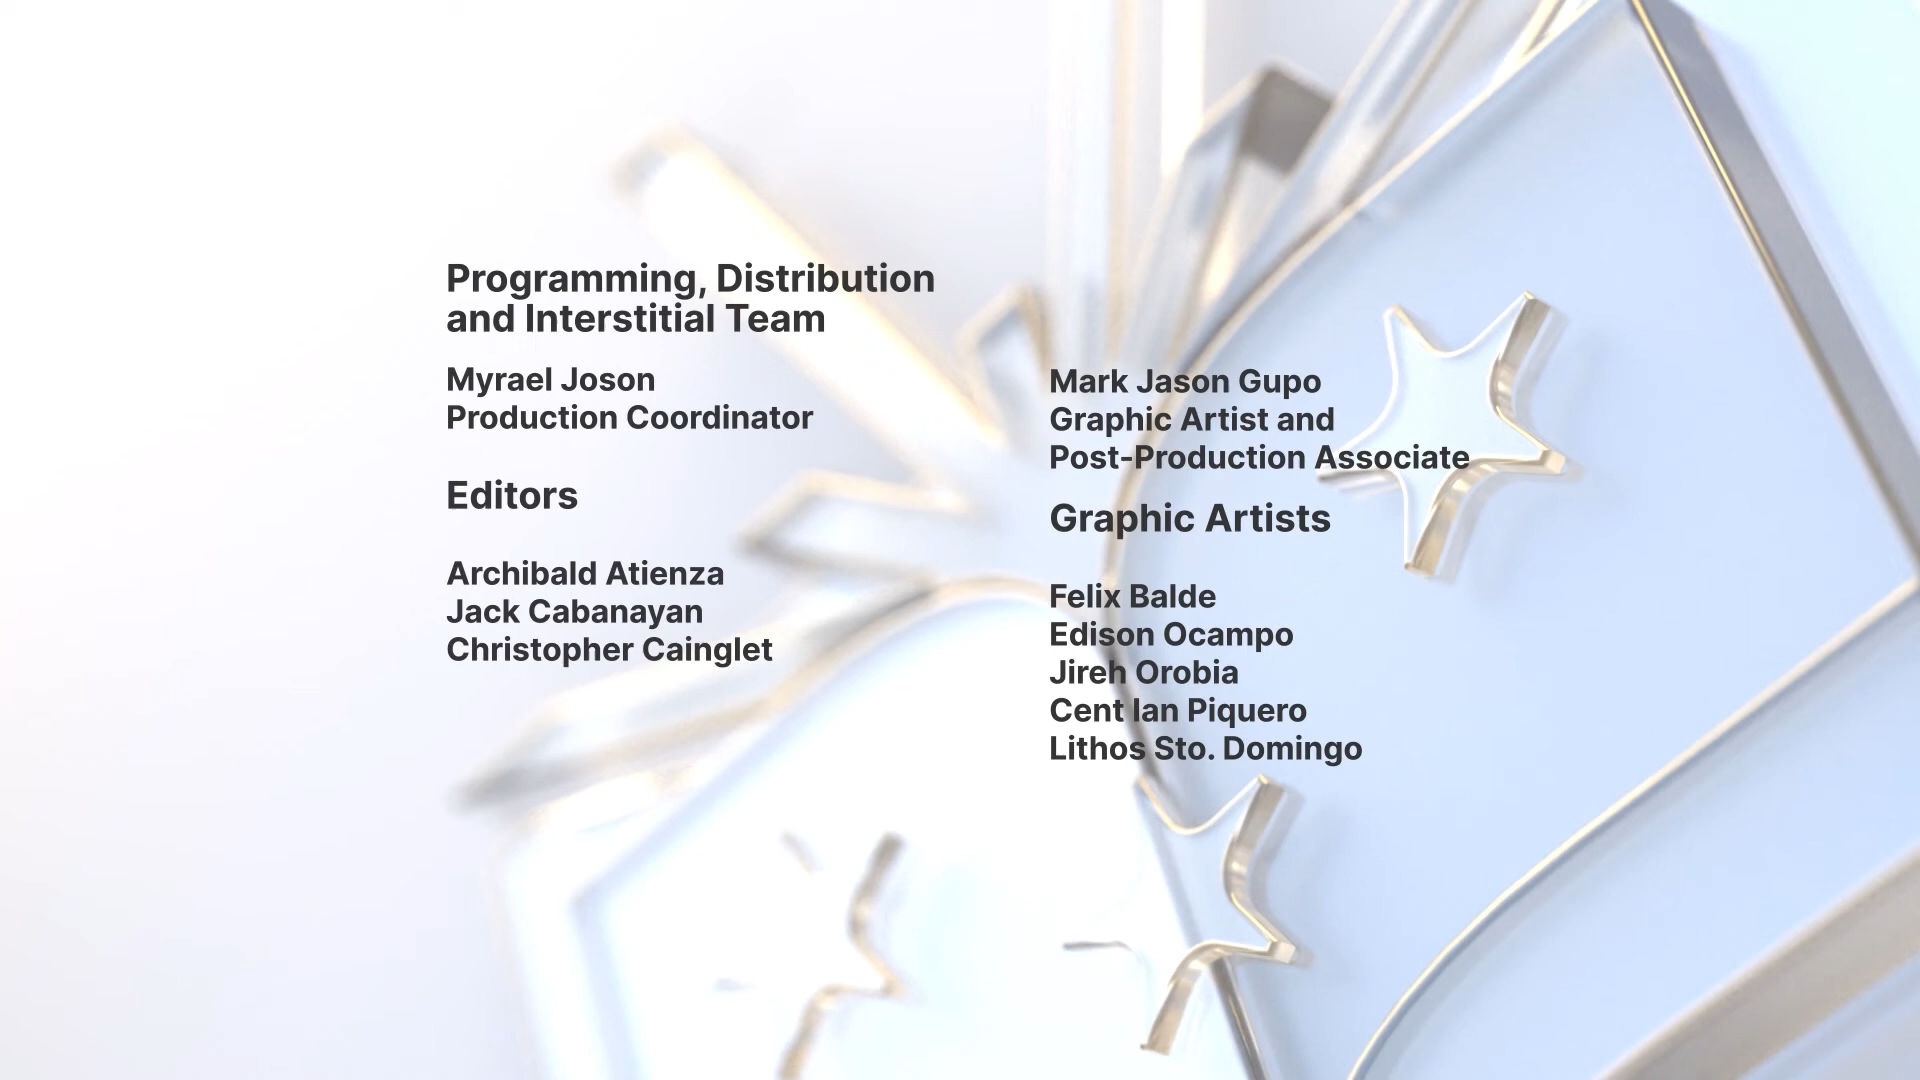 Programming, Distribution
and Interstitial Team
Myrael Joson
Production Coordinator
Editors
Archibald Atienza
Jack Cabanayan
Christopher Cainglet
Mark Jason Gupo
Graphic Artist and
Post-Production Associate
Graphic Artists
Felix Balde
Edison Ocampo
Jireh Orobia
Cent Ian Piquero
Lithos Sto. Domingo